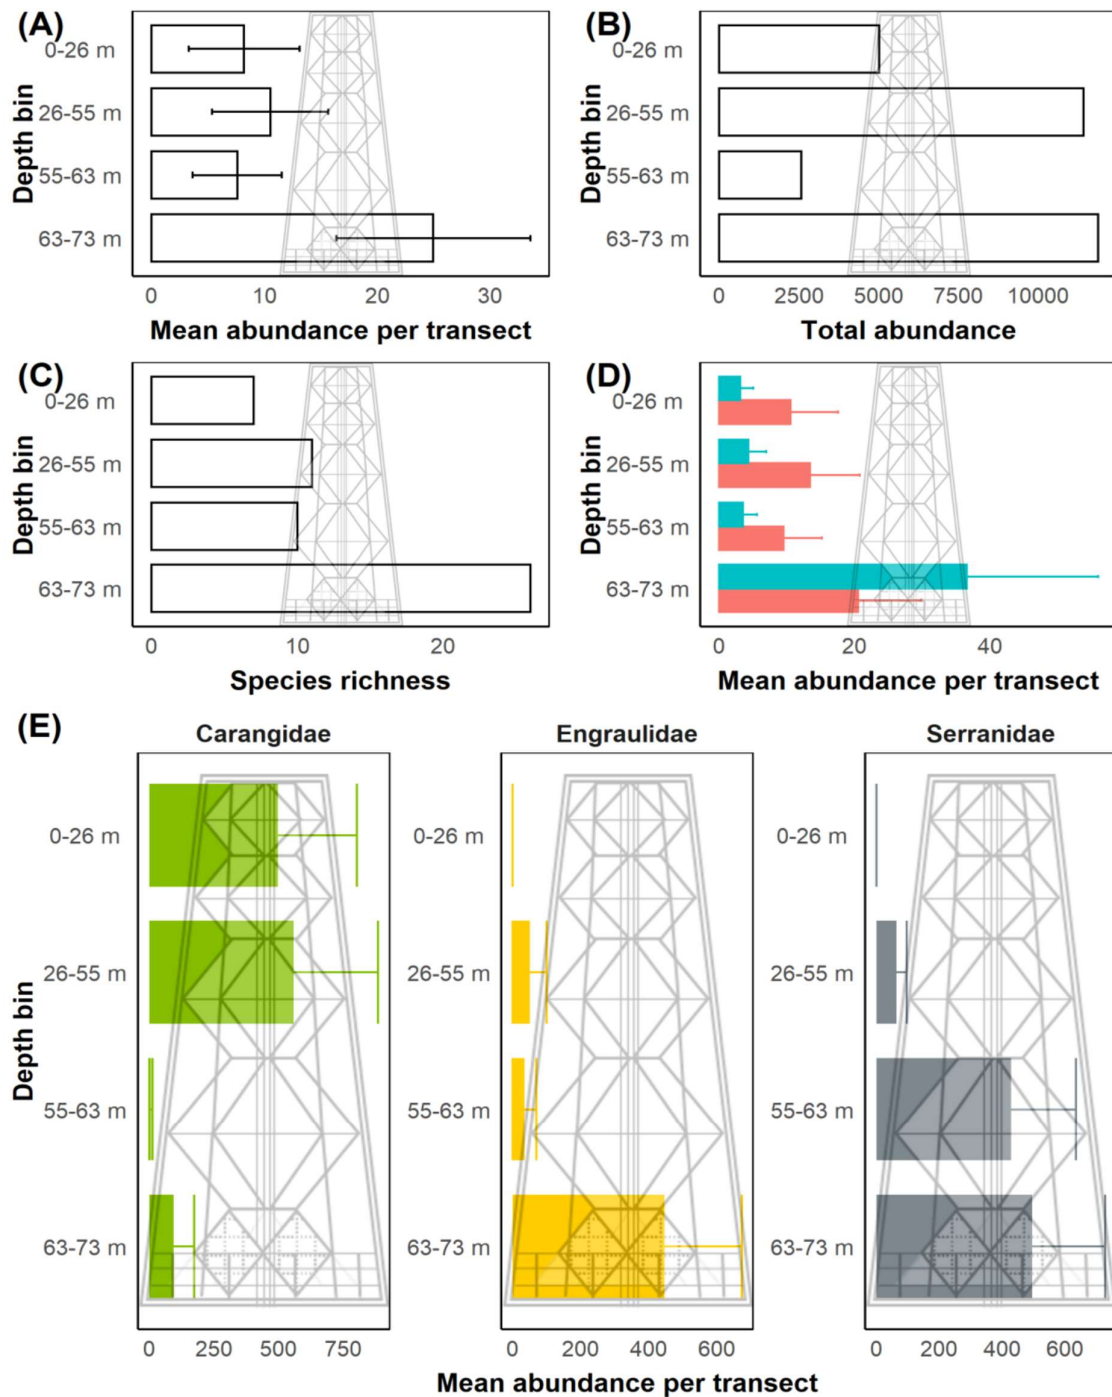 (A)
Depth bin
0-26 m
26-55 m
55-63 m
63-73 m
0 10 20 30
Mean abundance per transect
(B)
Depth bin
0-26 m
26-55 m
55-63 m
63-73 m
0 2500 5000 7500 10000
Total abundance
(C)
Depth bin
0-26 m
26-55 m
55-63 m
63-73 m
0 10 20
Species richness
(D)
Depth bin
0-26 m
26-55 m
55-63 m
63-73 m
0 20 40
Mean abundance per transect
(E)
Depth bin
Carangidae
0-26 m
26-55 m
55-63 m
63-73 m
0 250 500 750
Engraulidae
0-26 m
26-55 m
55-63 m
63-73 m
0 200 400 600
Serranidae
0-26 m
26-55 m
55-63 m
63-73 m
0 200 400 600
Mean abundance per transect